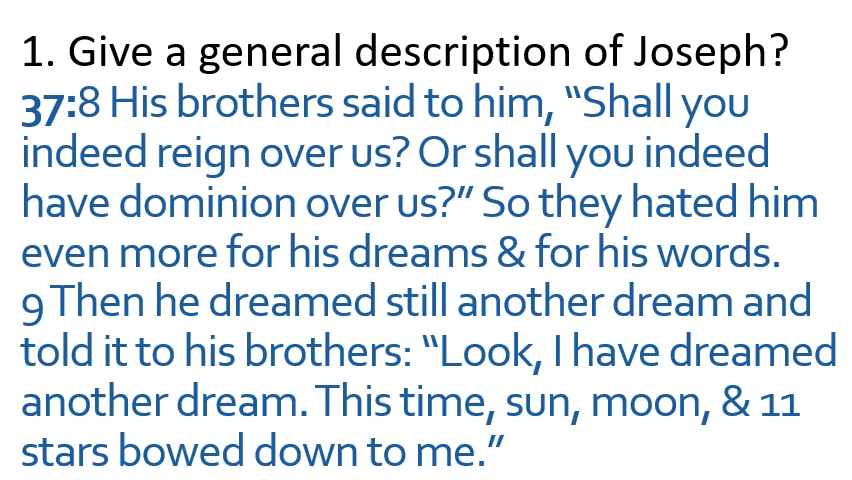 1. Give a general description of Joseph?
37:8 His brothers said to him, “Shall you
indeed reign over us? Or shall you indeed
have dominion over us?” So they hated him
even more for his dreams & for his words.
9 Then he dreamed still another dream and
told it to his brothers: “Look, I have dreamed
another dream. This time, sun, moon, & 11
stars bowed down to me.”